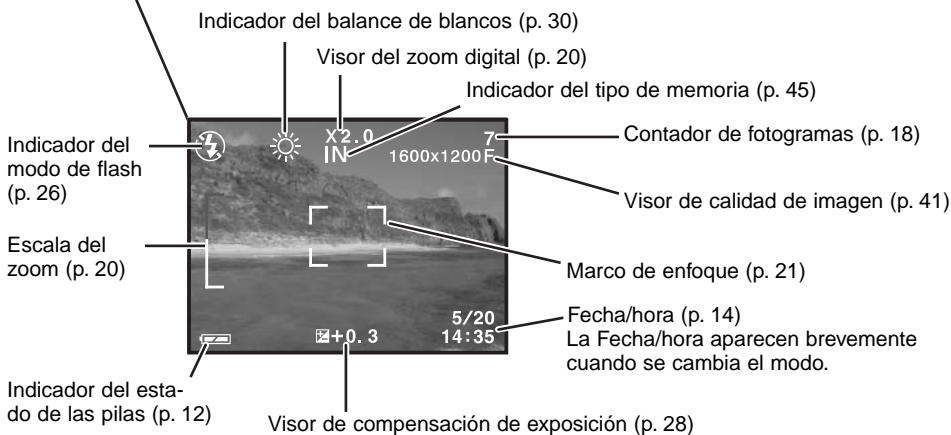 Indicador del balance de blancos (p. 30)
Visor del zoom digital (p. 20)
Indicador del tipo de memoria (p. 45)
Indicador del
modo de flash
(p. 26)
X2.0
IN
7
1600x1200F
Contador de fotogramas (p. 18)
Visor de calidad de imagen (p. 41)
Escala del
zoom (p. 20)
Marco de enfoque (p. 21)
5/20
14:35
+0.3
Fecha/hora (p. 14)
La Fecha/hora aparecen brevemente
cuando se cambia el modo.
Indicador del esta-
do de las pilas (p. 12)
Visor de compensación de exposición (p. 28)